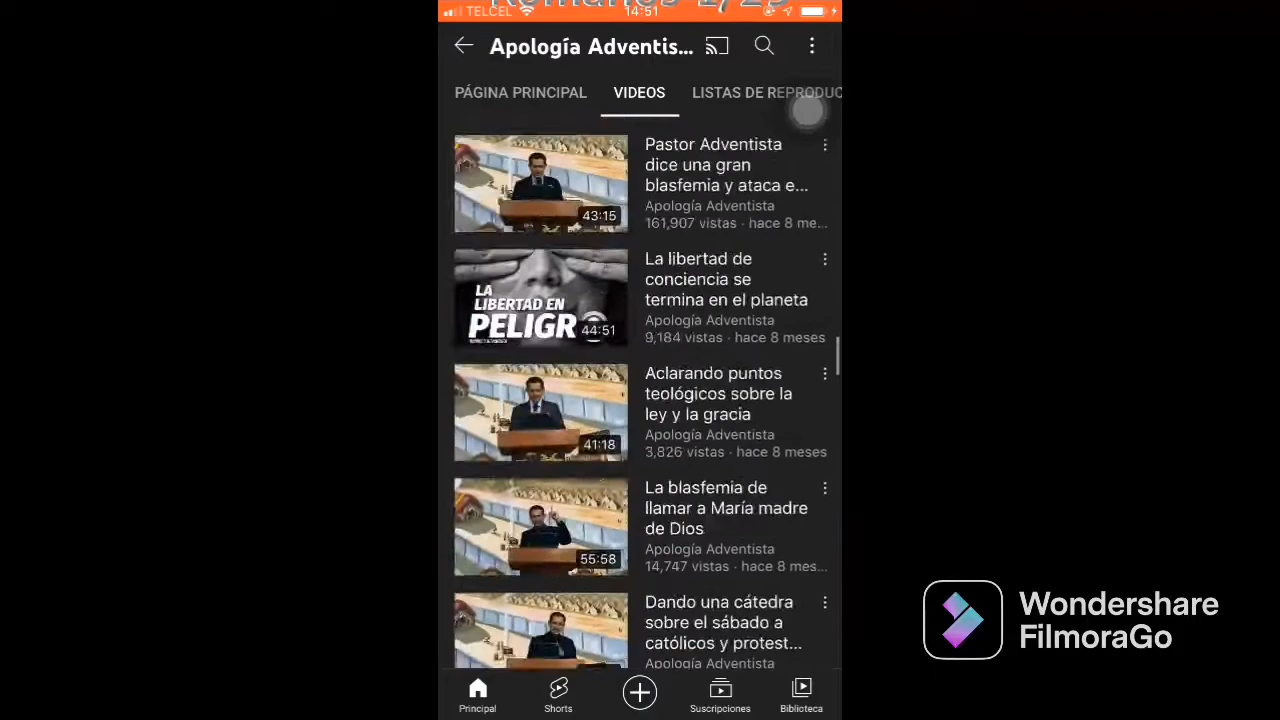 Romanos 1/25
TELCEL
14:51
Apología Adventis...
PÁGINA PRINCIPAL
VIDEOS
LISTAS DE REPRODUC
43:15
Pastor Adventista
dice una gran
blasfemia y ataca e...
Apología Adventista
161,907 vistas · hace 8 me...
LA
LIBERTAD EN
PELIGR
44:51
La libertad de
conciencia se
termina en el planeta
Apología Adventista
9,184 vistas · hace 8 meses
41:18
Aclarando puntos
teológicos sobre la
ley y la gracia
Apología Adventista
3,826 vistas · hace 8 meses
55:58
La blasfemia de
llamar a María madre
de Dios
Apología Adventista
14,747 vistas · hace 8 mes...
Dando una cátedra
sobre el sábado a
católicos y protest...
Apología Adventista
Principal
Shorts
Suscripciones
Biblioteca
Wondershare
FilmoraGo